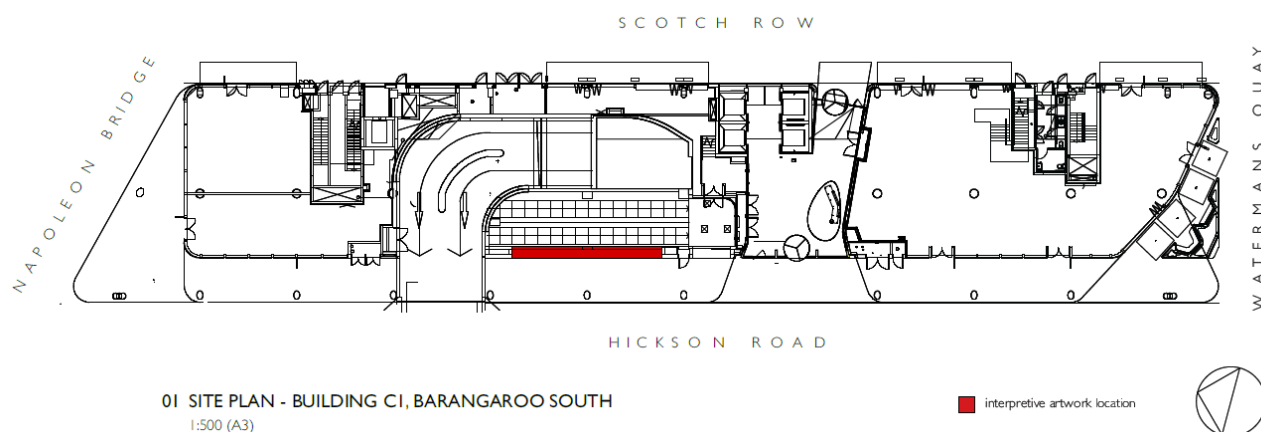 SCOTCH ROW
NAPOLEON BRIDGE
WATERMANS QUAY
HICKSON ROAD
01 SITE PLAN - BUILDING C1, BARANGAROO SOUTH
1:500 (A3)
interpretive artwork location